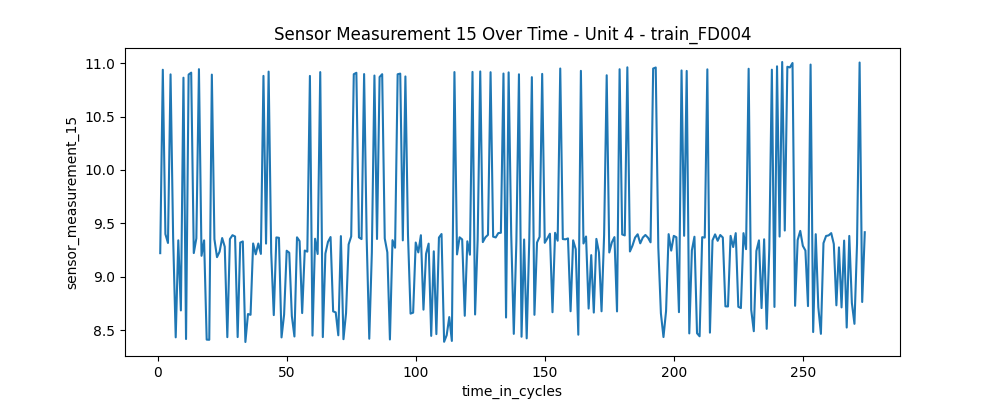 Sensor Measurement 15 Over Time - Unit 4 - train_FD004
sensor_measurement_15
11.0
10.5
10.0
9.5
9.0
8.5
0 50 100 150 200 250
time_in_cycles